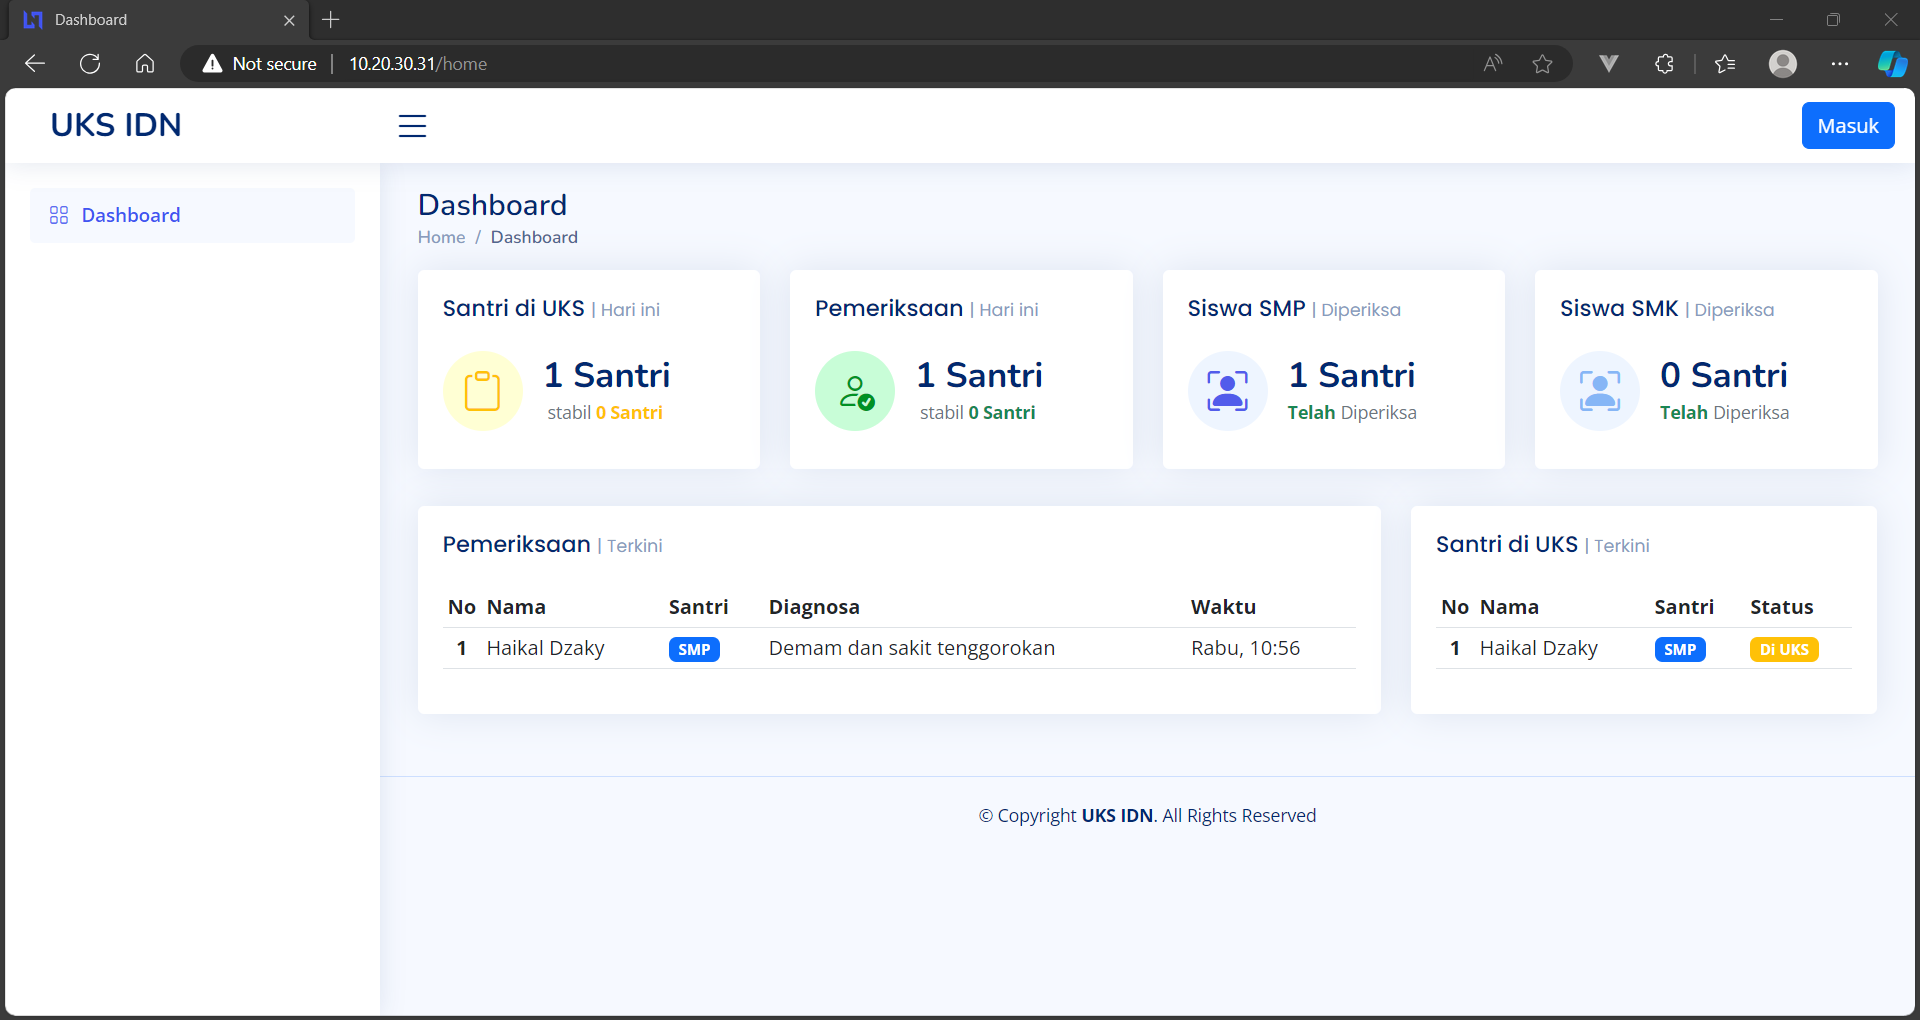 Dashboard
Not secure | 10.20.30.31/home
UKS IDN
Masuk
Dashboard
Dashboard
Home / Dashboard
Santri di UKS | Hari ini
1 Santri
stabil 0 Santri
Pemeriksaan | Hari ini
1 Santri
stabil 0 Santri
Siswa SMP | Diperiksa
1 Santri
Telah Diperiksa
Siswa SMK | Diperiksa
0 Santri
Telah Diperiksa
Pemeriksaan | Terkini
No Nama Santri Diagnosa Waktu
1 Haikal Dzaky SMP Demam dan sakit tenggorokan Rabu, 10:56
Santri di UKS | Terkini
No Nama Santri Status
1 Haikal Dzaky SMP Di UKS
© Copyright UKS IDN. All Rights Reserved